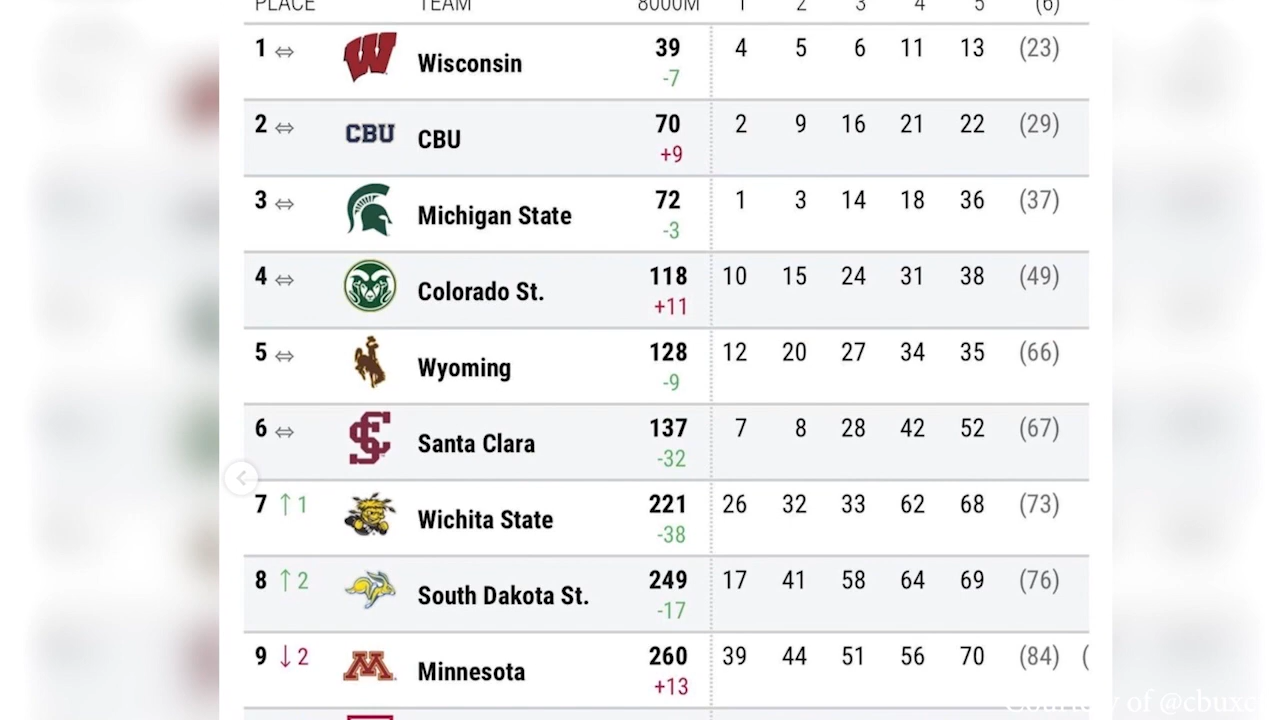 PLACE TEAM 8000M 1 2 3 4 5 (6)
1 ⇔ W Wisconsin 39 4 5 6 11 13 (23)
-7
2 ⇔ CBU CBU 70 2 9 16 21 22 (29)
+9
3 ⇔ Michigan State 72 1 3 14 18 36 (37)
-3
4 ⇔ Colorado St. 118 10 15 24 31 38 (49)
+11
5 ⇔ Wyoming 128 12 20 27 34 35 (66)
-9
6 ⇔ SC Santa Clara 137 7 8 28 42 52 (67)
-32
7 ↑1 Wichita State 221 26 32 33 62 68 (73)
-38
8 ↑2 South Dakota St. 249 17 41 58 64 69 (76)
-17
9 ↓2 M Minnesota 260 39 44 51 56 70 (84) (
+13
Courtesy of @cbuxc